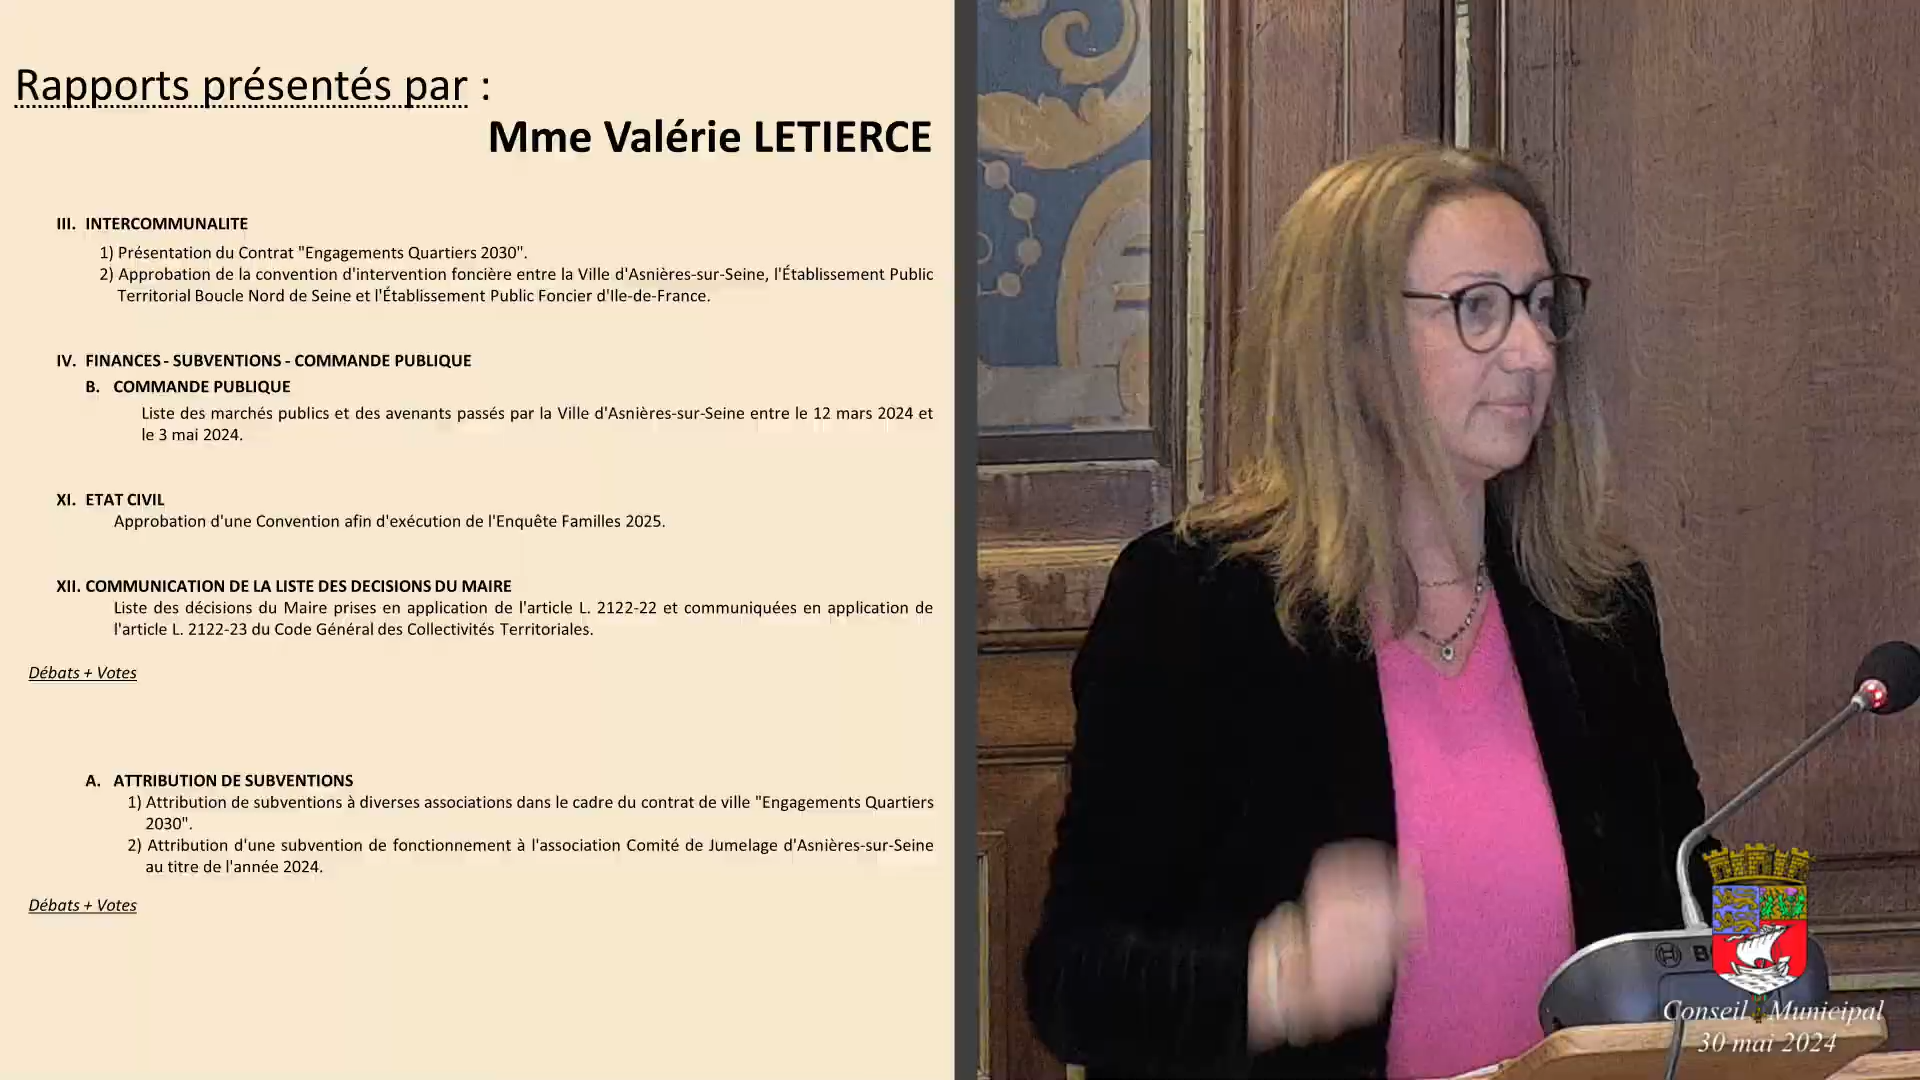 Rapports présentés par :
Mme Valérie LETIERCE
III. INTERCOMMUNALITE
1) Présentation du Contrat "Engagements Quartiers 2030".
2) Approbation de la convention d'intervention foncière entre la Ville d'Asnières-sur-Seine, l'Établissement Public
Territorial Boucle Nord de Seine et l'Établissement Public Foncier d'Ile-de-France.
IV. FINANCES - SUBVENTIONS - COMMANDE PUBLIQUE
B. COMMANDE PUBLIQUE
Liste des marchés publics et des avenants passés par la Ville d'Asnières-sur-Seine entre le 12 mars 2024 et
le 3 mai 2024.
XI. ETAT CIVIL
Approbation d'une Convention afin d'exécution de l'Enquête Familles 2025.
XII. COMMUNICATION DE LA LISTE DES DECISIONS DU MAIRE
Liste des décisions du Maire prises en application de l'article L. 2122-22 et communiquées en application de
l'article L. 2122-23 du Code Général des Collectivités Territoriales.
Débats + Votes
A. ATTRIBUTION DE SUBVENTIONS
1) Attribution de subventions à diverses associations dans le cadre du contrat de ville "Engagements Quartiers
2030".
2) Attribution d'une subvention de fonctionnement à l'association Comité de Jumelage d'Asnières-sur-Seine
au titre de l'année 2024.
Débats + Votes
Conseil Municipal
30 mai 2024